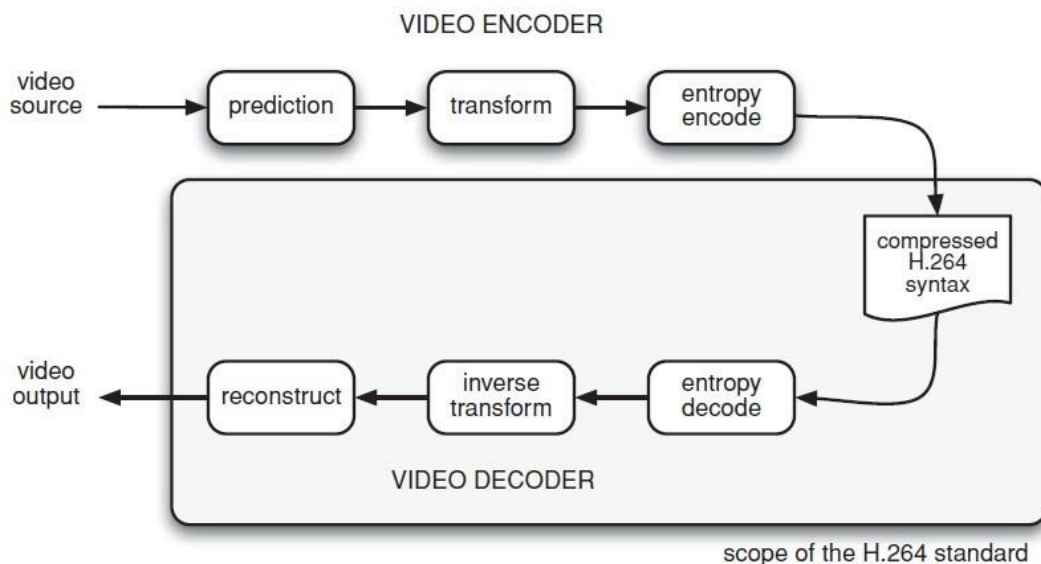 VIDEO ENCODER
video
source
prediction
transform
entropy
encode
compressed
H.264
syntax
video
output
reconstruct
inverse
transform
entropy
decode
VIDEO DECODER
scope of the H.264 standard